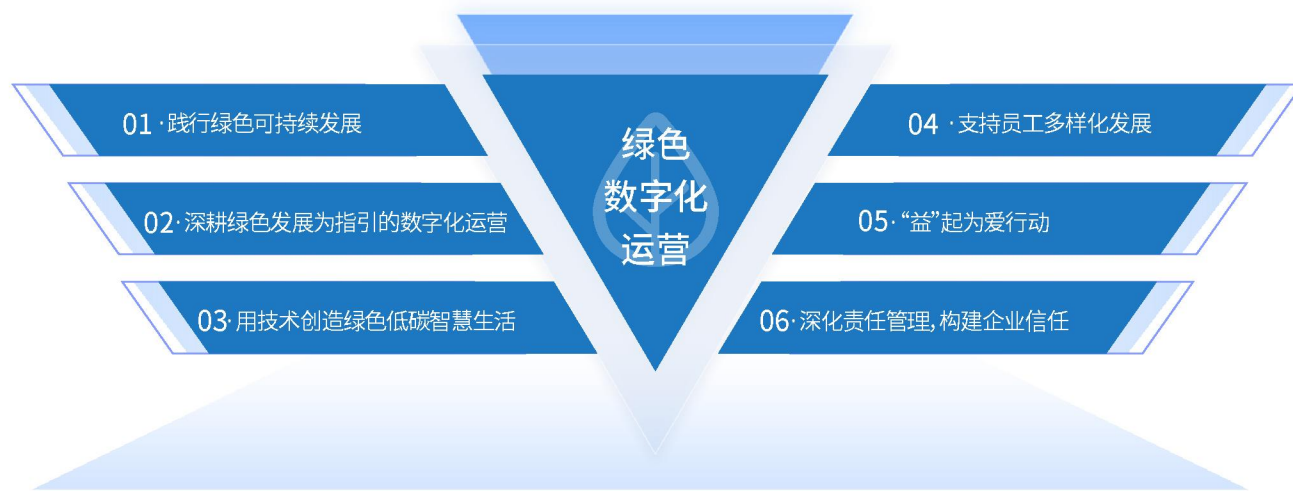 01·践行绿色可持续发展
02·深耕绿色发展为指引的数字化运营
03·用技术创造绿色低碳智慧生活
绿色
数字化
运营
04·支持员工多样化发展
05·“益”起为爱行动
06·深化责任管理,构建企业信任